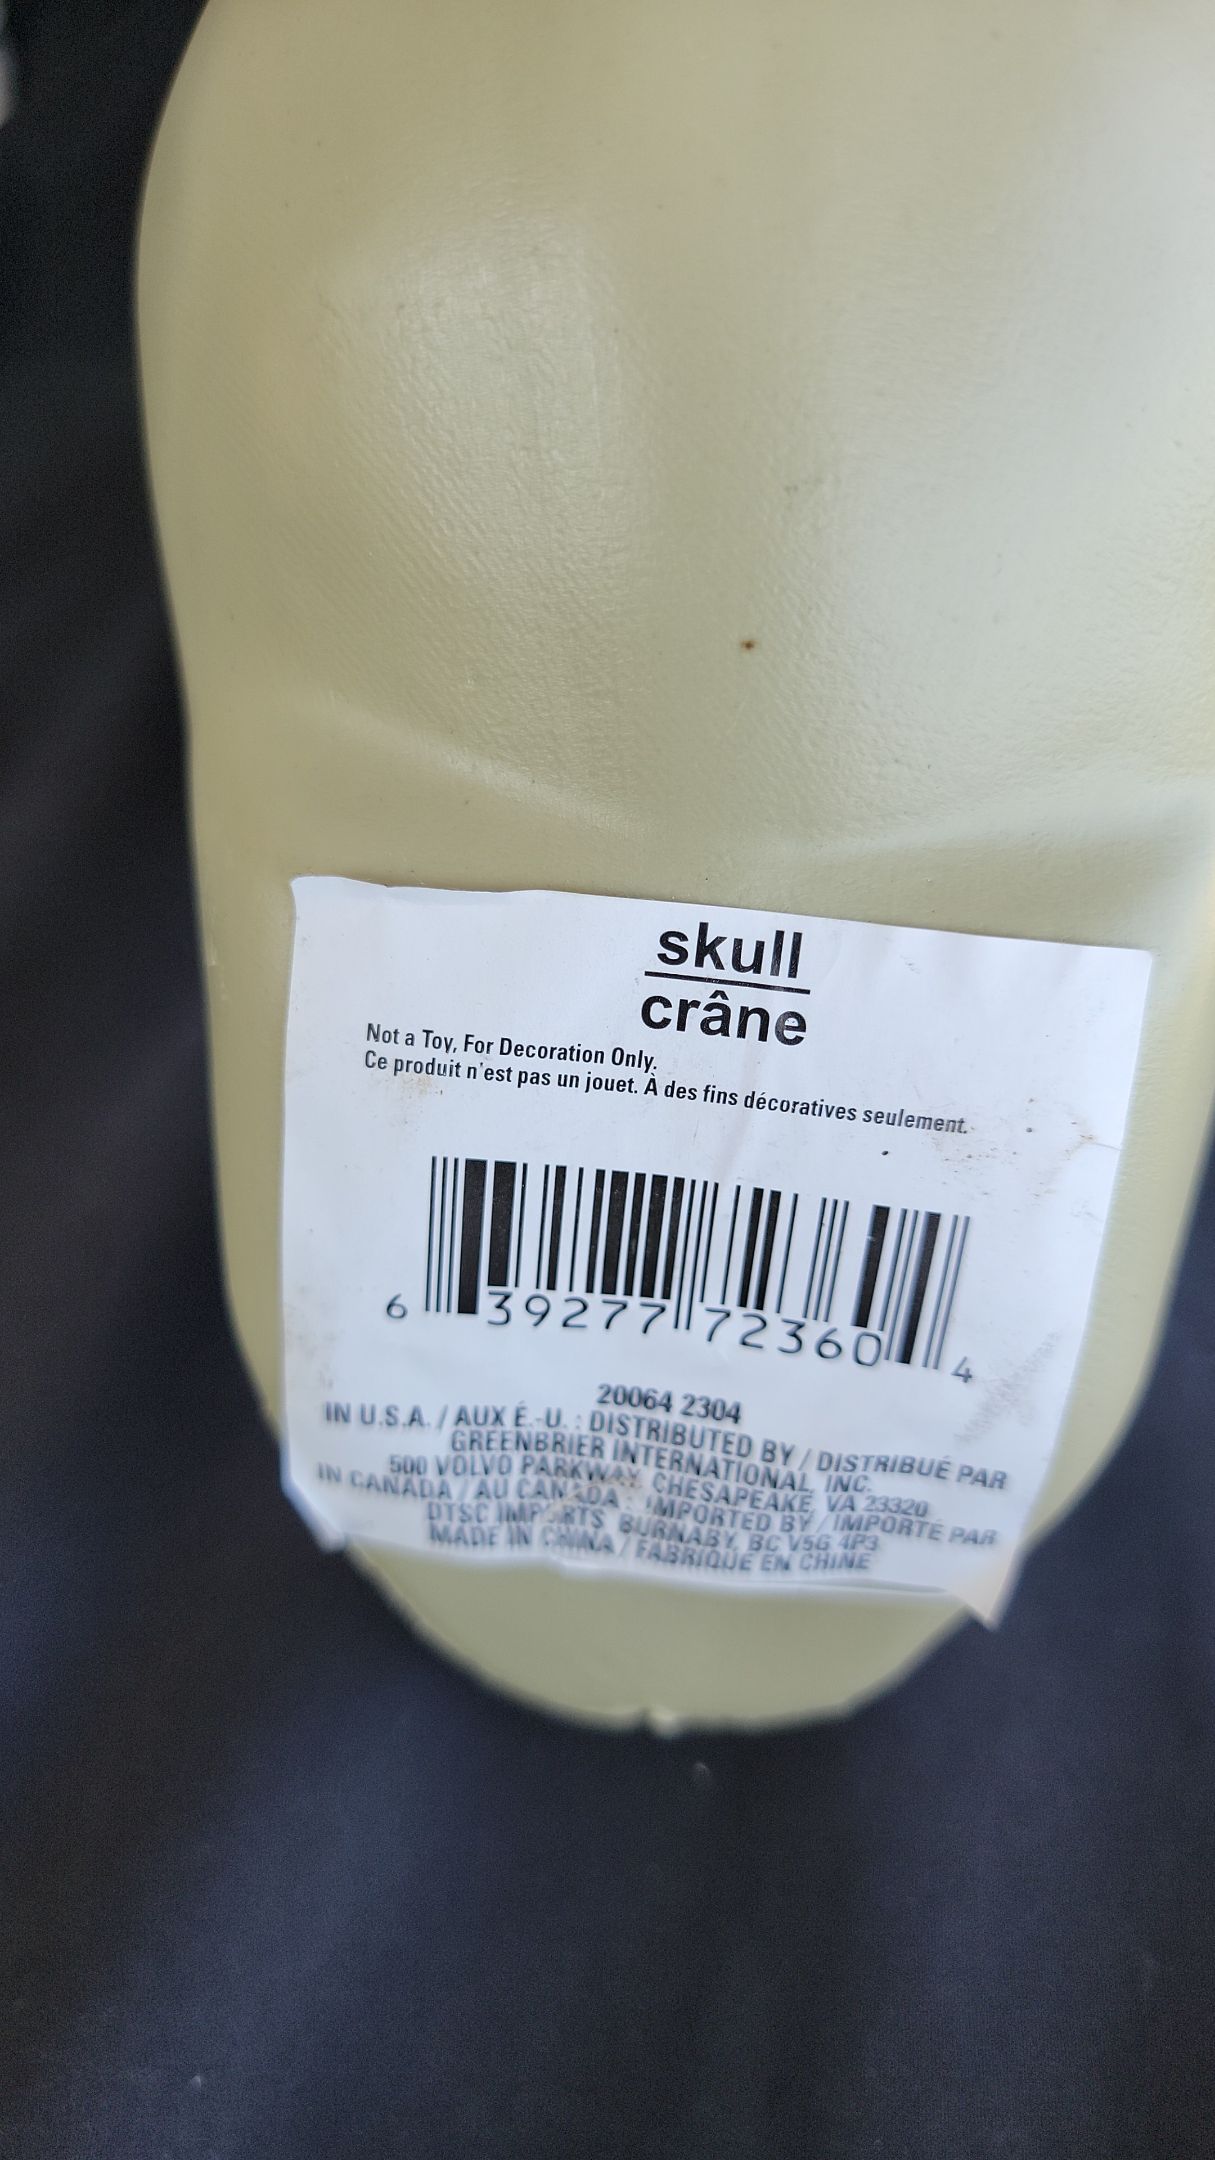 skull
crâne
Not a Toy, For Decoration Only.
Ce produit n'est pas un jouet. À des fins décoratives seulement.
6 39277 72360 4
20064 2304
IN U.S.A. / AUX É.-U. : DISTRIBUTED BY / DISTRIBUÉ PAR
GREENBRIER INTERNATIONAL, INC.
500 VOLVO PARKWAY, CHESAPEAKE, VA 23320
IN CANADA / AU CANADA : IMPORTED BY / IMPORTÉ PAR
DTSC IMPORTS BURNABY, BC V5G 4P3
MADE IN CHINA / FABRIQUÉ EN CHINE